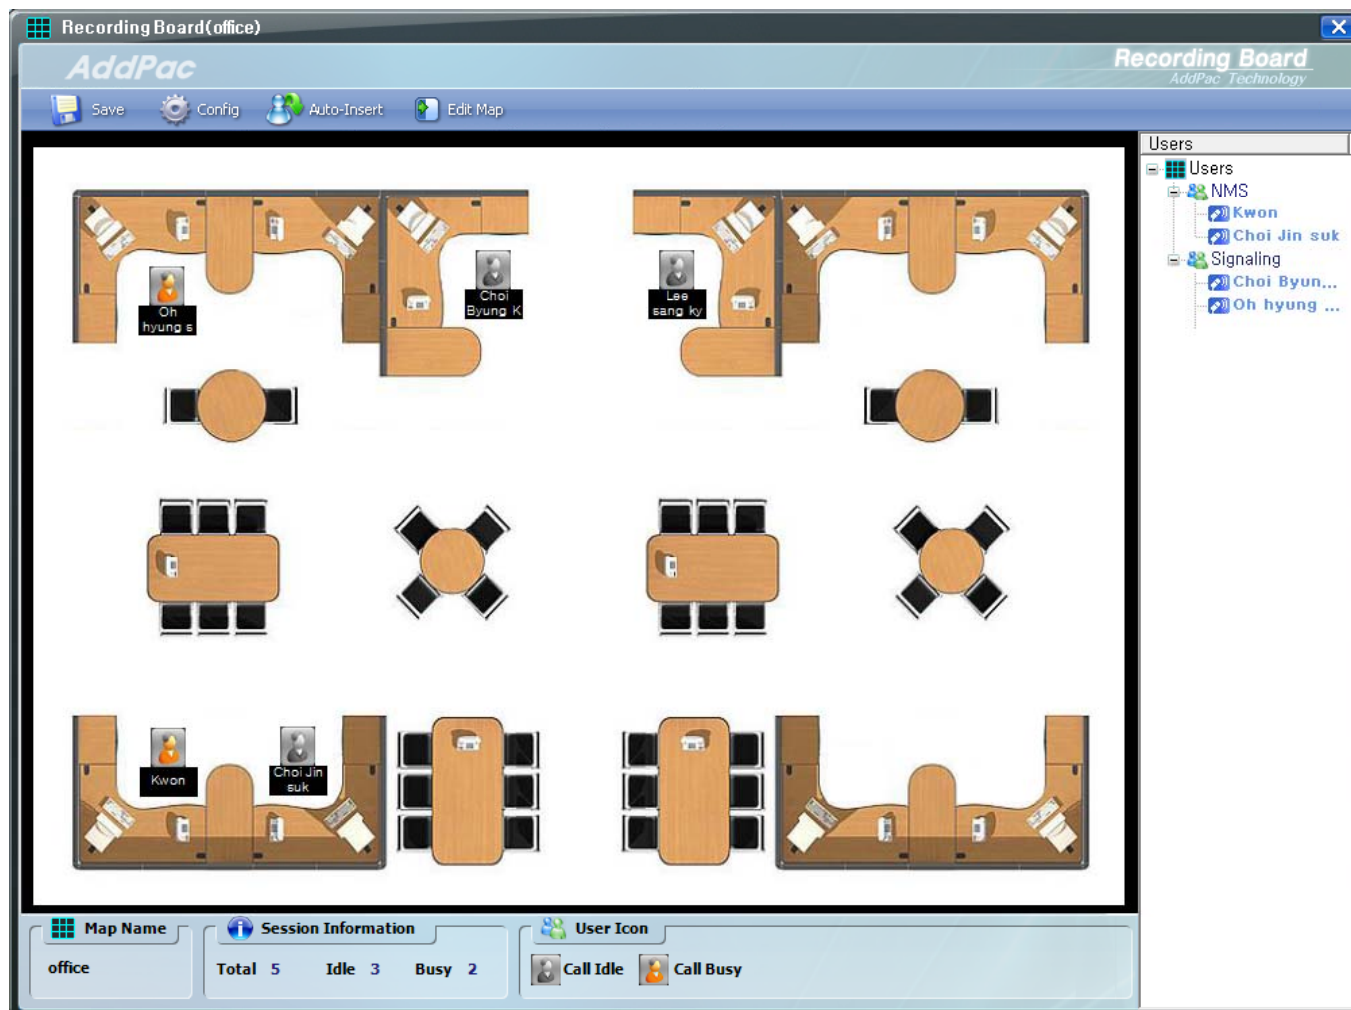 Recording Board(office)
AddPac
Recording Board
AddPac Technology
Save
Config
Auto-Insert
Edit Map
Users
Users
NMS
Kwon
Choi Jin suk
Signaling
Choi Byun...
Oh hyung ...
Oh
hyung s
Choi
Byung K
Lee
sang ky
Kwon
Choi Jin
suk
Map Name
office
Session Information
Total 5 Idle 3 Busy 2
User Icon
Call Idle
Call Busy